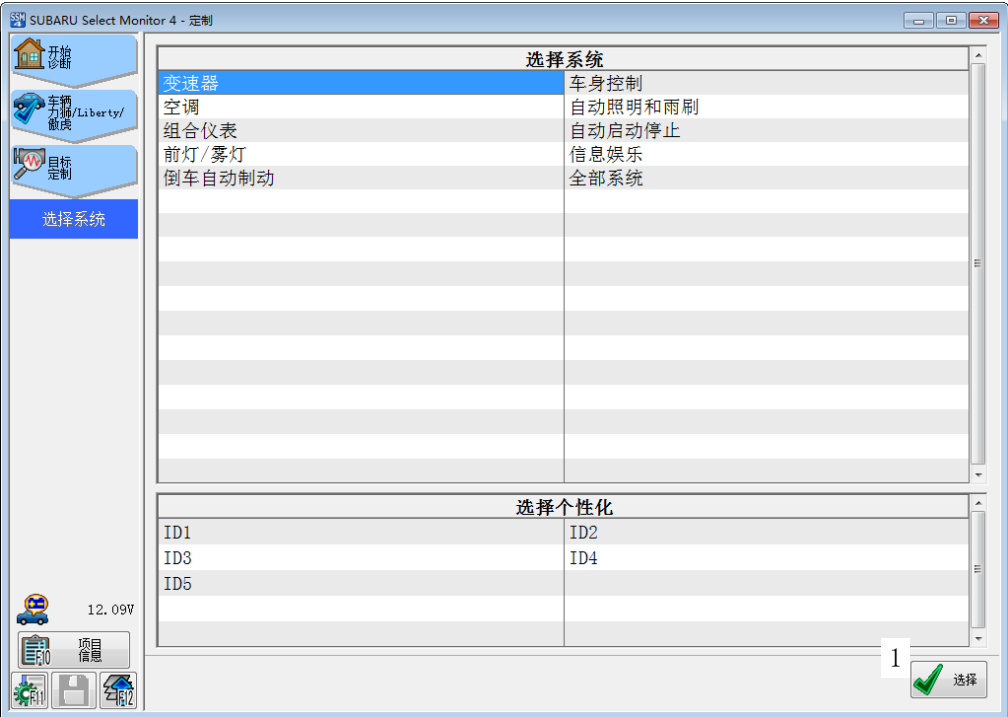 SUBARU Select Monitor 4 - 定制
开始
诊断
车辆
力狮/Liberty/
傲虎
目标
定制
选择系统
选择系统
变速器 车身控制
空调 自动照明和雨刷
组合仪表 自动启动停止
前灯/雾灯 信息娱乐
倒车自动制动 全部系统
选择个性化
ID1 ID2
ID3 ID4
ID5
12.09V
项目
信息
F10
F11
F12
1
选择